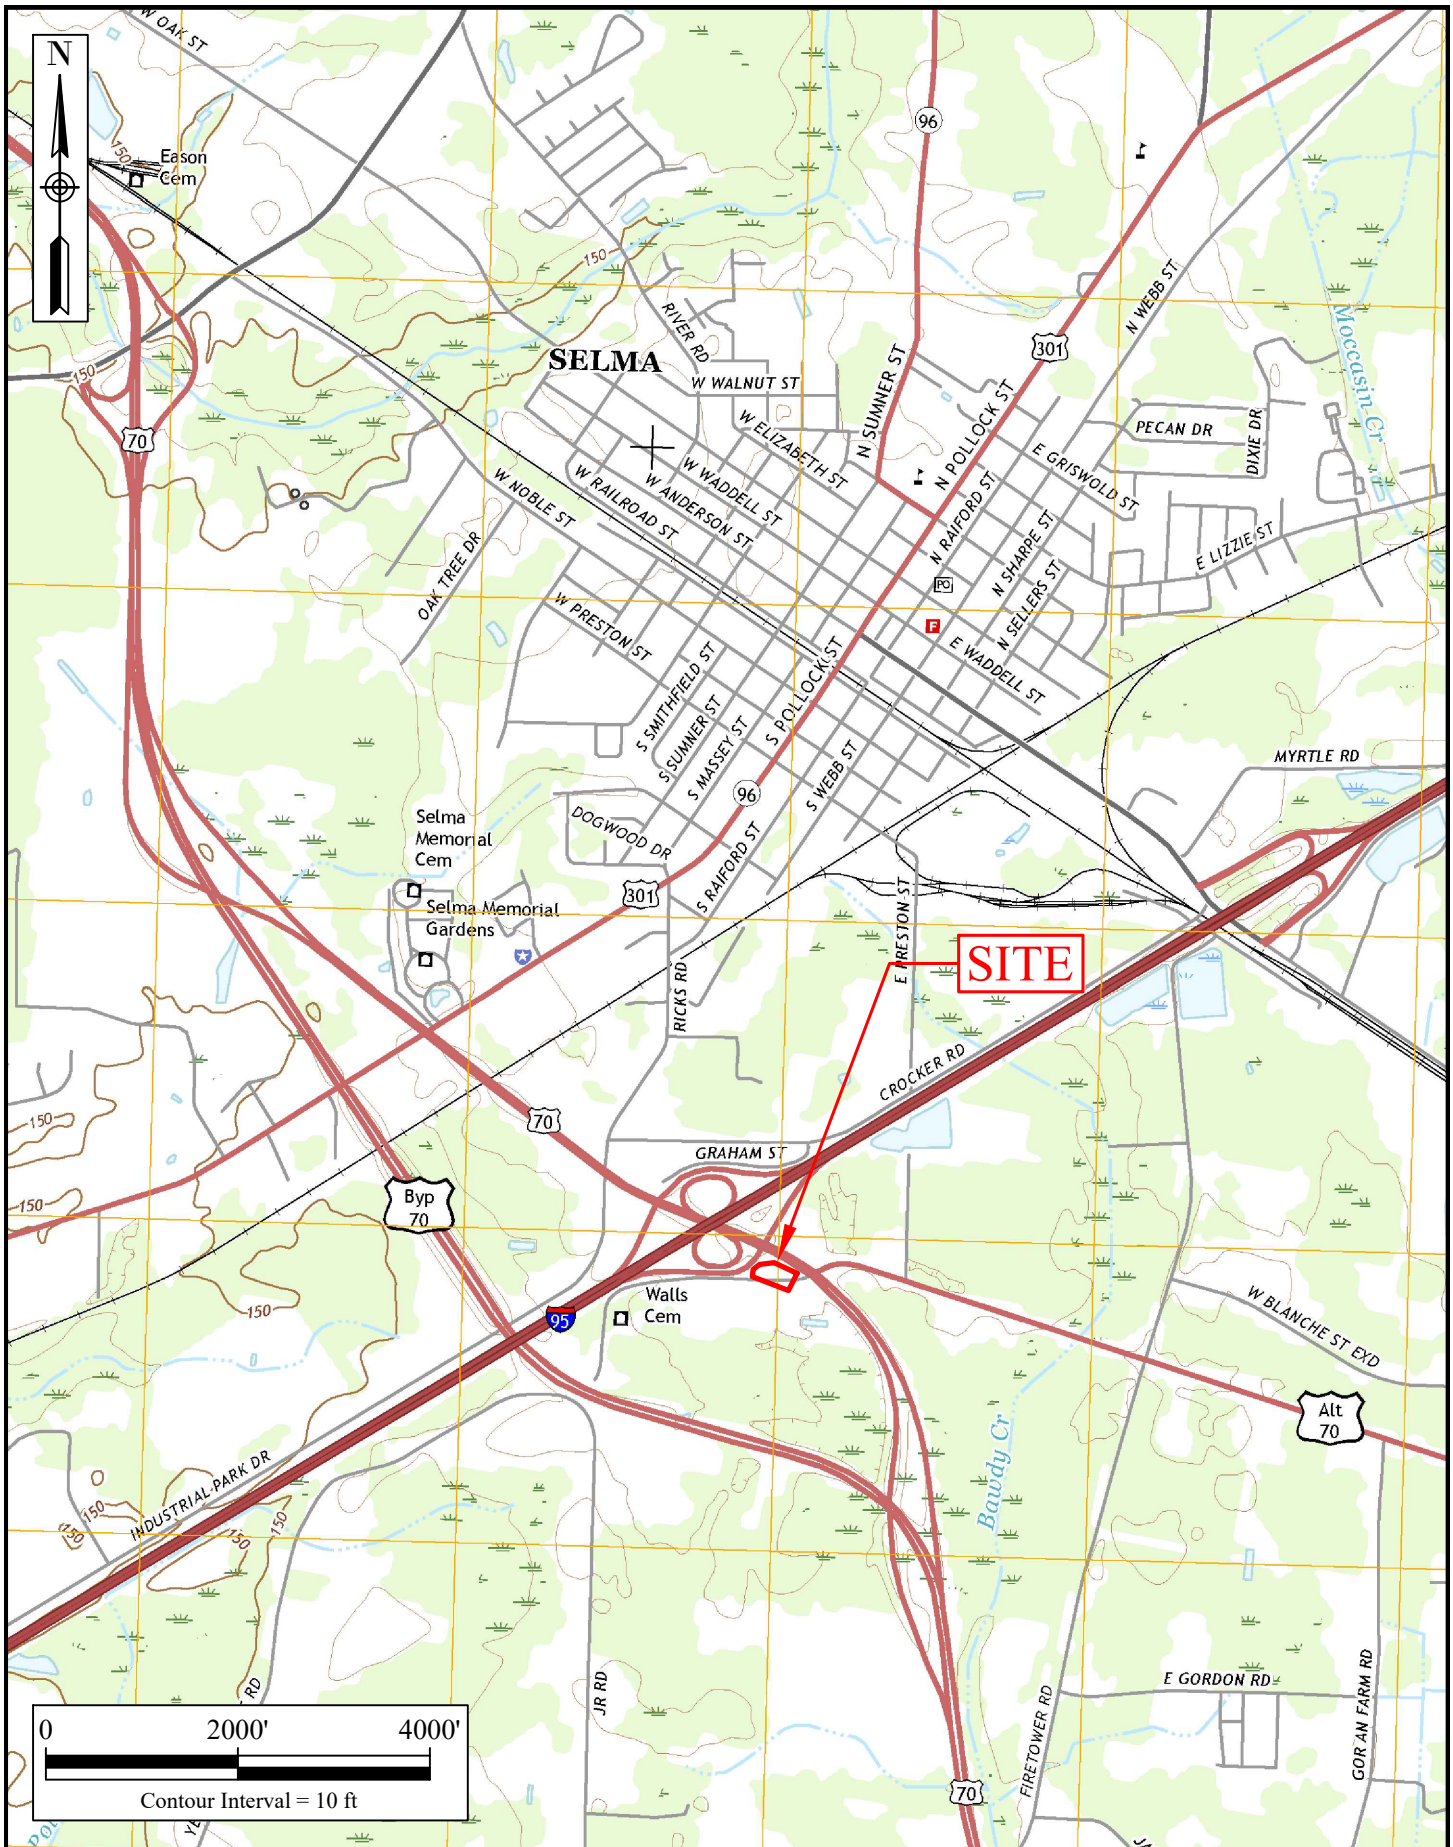 W OAK ST
N
96
Eason
Cem
150
150
RIVER RD
N WEBB ST
Moccasin Cr
301
SELMA
W WALNUT ST
N SUMNER ST
150
N POLLOCK ST
W ELIZABETH ST
PECAN DR
DIXIE DR
70
E GRISWOLD ST
W WADDELL ST
W RAILROAD ST
W ANDERSON ST
W NOBLE ST
N RAIFORD ST
N SHARPE ST
E LIZZIE ST
OAK TREE DR
N SELLERS ST
PO
W PRESTON ST
F
E WADDELL ST
S SMITHFIELD ST
S POLLOCK ST
S SUMNER ST
S MASSEY ST
S WEBB ST
MYRTLE RD
96
Selma
Memorial
Cem
DOGWOOD DR
S RAIFORD ST
301
Selma Memorial
Gardens
E PRESTON ST
SITE
RICKS RD
CROCKER RD
150
70
GRAHAM ST
Byp
70
150
150
Walls
Cem
95
W BLANCHE ST EXD
Alt
70
Bawdy Cr
INDUSTRIAL PARK DR
150
150
150
150
JR RD
E GORDON RD
FIRETOWER RD
RD
0 2000' 4000'
Contour Interval = 10 ft
70